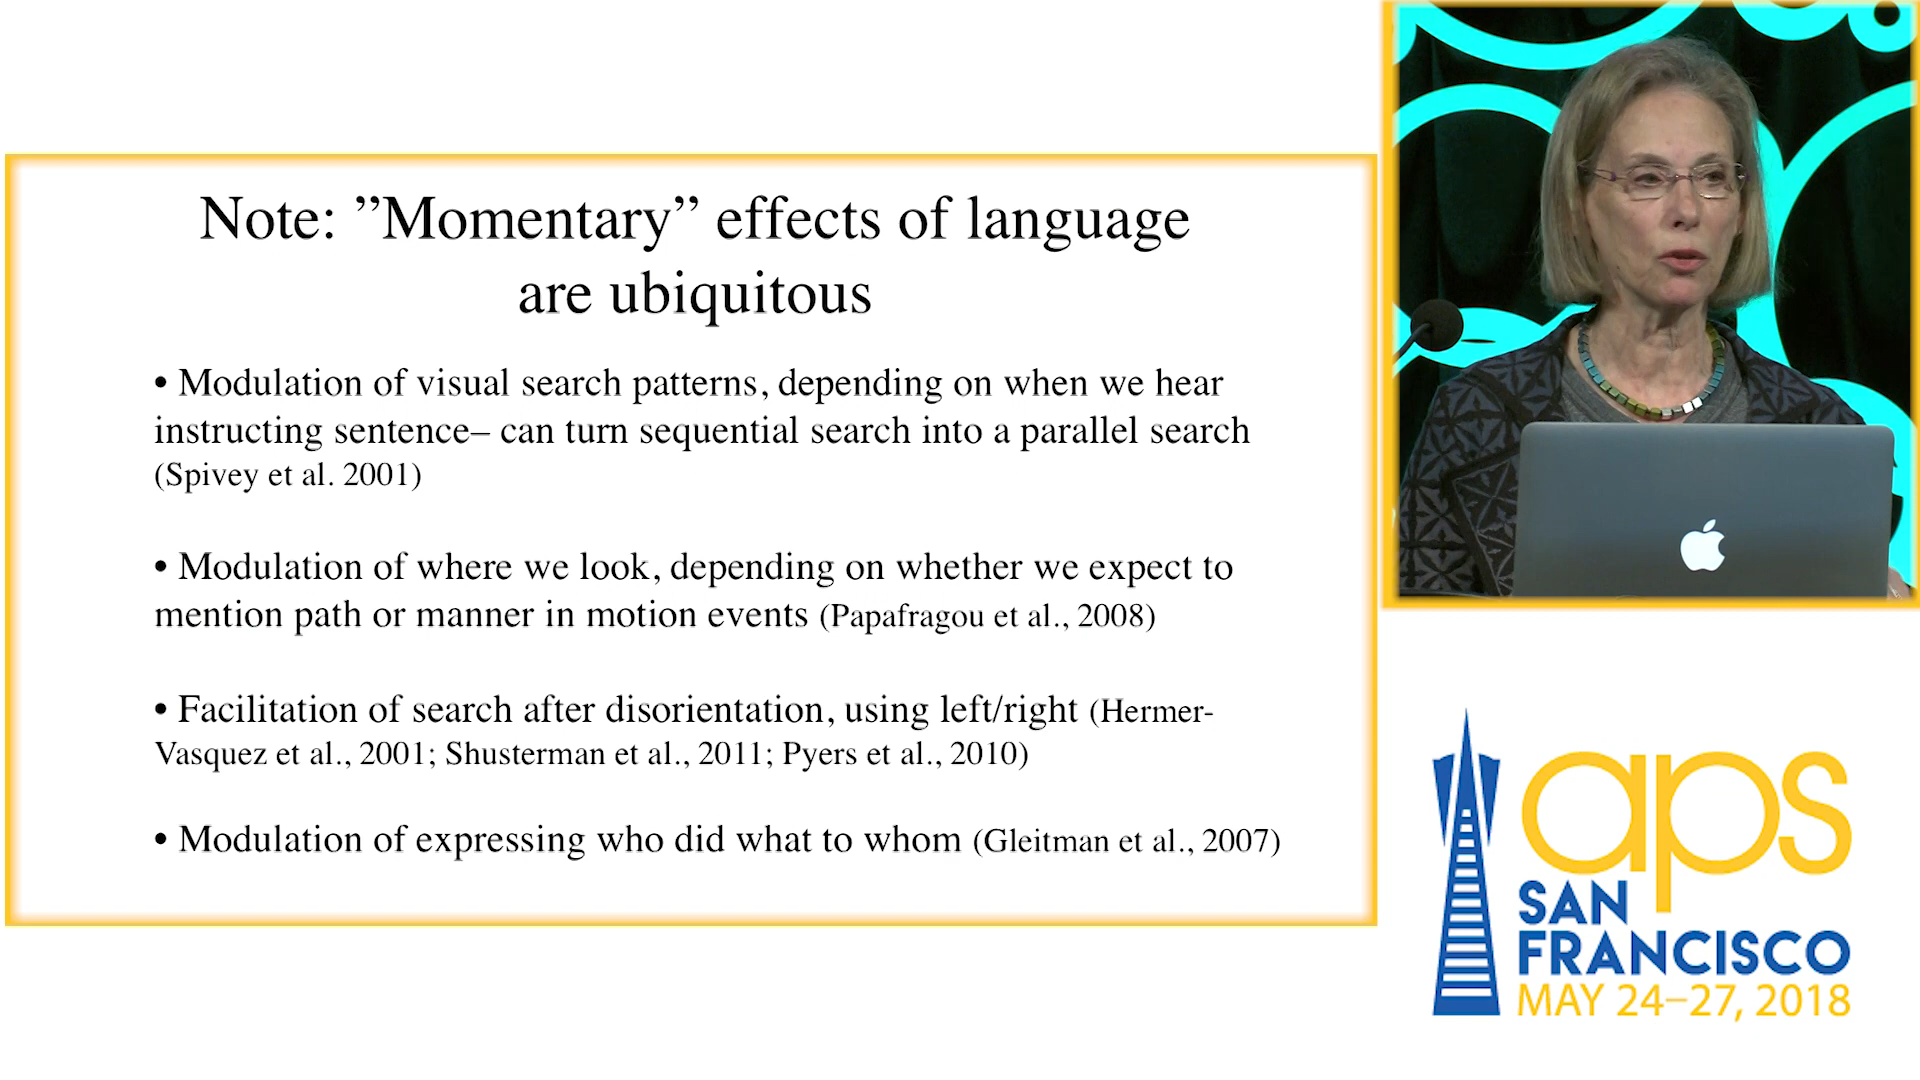 Note: ”Momentary” effects of language
are ubiquitous
• Modulation of visual search patterns, depending on when we hear
instructing sentence– can turn sequential search into a parallel search
(Spivey et al. 2001)
• Modulation of where we look, depending on whether we expect to
mention path or manner in motion events (Papafragou et al., 2008)
• Facilitation of search after disorientation, using left/right (Hermer-
Vasquez et al., 2001; Shusterman et al., 2011; Pyers et al., 2010)
• Modulation of expressing who did what to whom (Gleitman et al., 2007)
aps
SAN
FRANCISCO
MAY 24–27, 2018